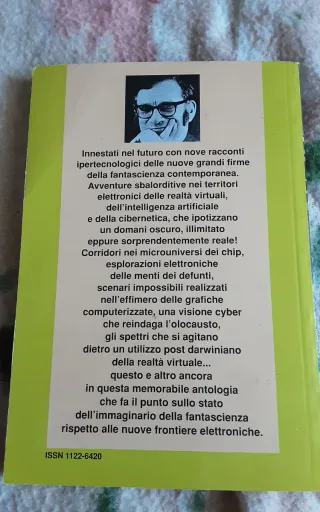 Innestati nel futuro con nove racconti
ipertecnologici delle nuove grandi firme
della fantascienza contemporanea.
Avventure sbalorditive nei territori
elettronici delle realtà virtuali,
dell'intelligenza artificiale
e della cibernetica, che ipotizzano
un domani oscuro, illimitato
eppure sorprendentemente reale!
Corridoi nei microuniversi dei chip,
esplorazioni elettroniche
delle menti dei defunti,
scenari impossibili realizzati
nell'effimero delle grafiche
computerizzate, una visione cyber
che reindaga l'olocausto,
gli spettri che si agitano
dietro un utilizzo post darwiniano
della realtà virtuale...
questo e altro ancora
in questa memorabile antologia
che fa il punto sullo stato
dell'immaginario della fantascienza
rispetto alle nuove frontiere elettroniche.
ISSN 1122-6420